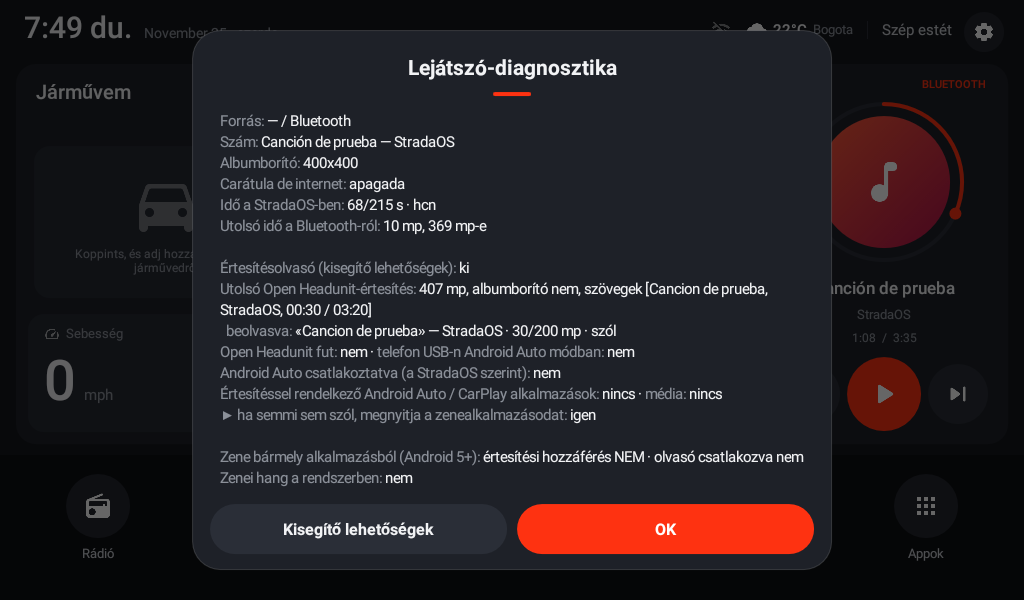 7:49 du.
November
22°C
Bogota
Szép estét
Járművem
BLUETOOTH
Lejátszó-diagnosztika
Forrás: — / Bluetooth
Szám: Canción de prueba — StradaOS
Albumborító: 400x400
Carátula de internet: apagada
Idő a StradaOS-ben: 68/215 s · hcn
Utolsó idő a Bluetooth-ról: 10 mp, 369 mp-e
Értesítésolvasó (kisegítő lehetőségek): ki
Utolsó Open Headunit-értesítés: 407 mp, albumborító nem, szövegek [Cancion de prueba,
StradaOS, 00:30 / 03:20]
beolvasva: «Cancion de prueba» — StradaOS · 30/200 mp · szól
Open Headunit fut: nem · telefon USB-n Android Auto módban: nem
Android Auto csatlakoztatva (a StradaOS szerint): nem
Értesítéssel rendelkező Android Auto / CarPlay alkalmazások: nincs · média: nincs
► ha semmi sem szól, megnyitja a zenealkalmazásodat: igen
Zene bármely alkalmazásból (Android 5+): értesítési hozzáférés NEM · olvasó csatlakozva nem
Zenei hang a rendszerben: nem
Kisegítő lehetőségek
OK
Koppints, és adj
Sebesség
0 mph
de prueba
StradaOS
1:08 / 3:35
Rádió
Appok